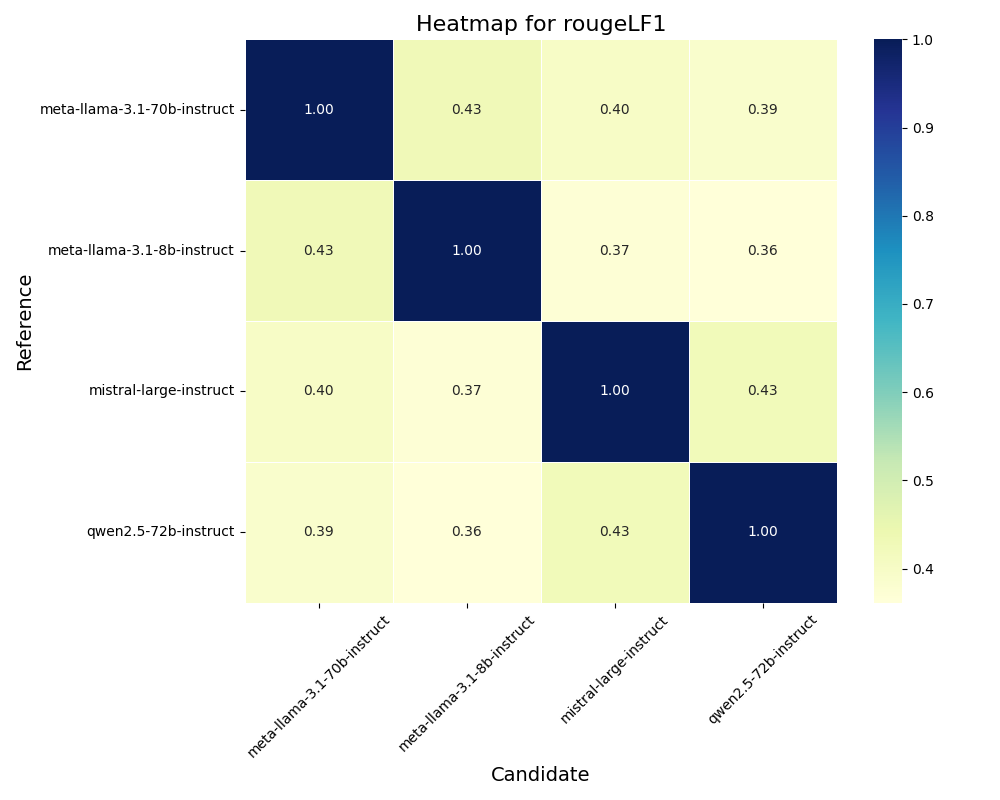 Heatmap for rougeLF1
meta-llama-3.1-70b-instruct
1.00
0.43
0.40
0.39
meta-llama-3.1-8b-instruct
0.43
1.00
0.37
0.36
mistral-large-instruct
0.40
0.37
1.00
0.43
qwen2.5-72b-instruct
0.39
0.36
0.43
1.00
Reference
meta-llama-3.1-70b-instruct
meta-llama-3.1-8b-instruct
mistral-large-instruct
qwen2.5-72b-instruct
Candidate
1.0
0.9
0.8
0.7
0.6
0.5
0.4